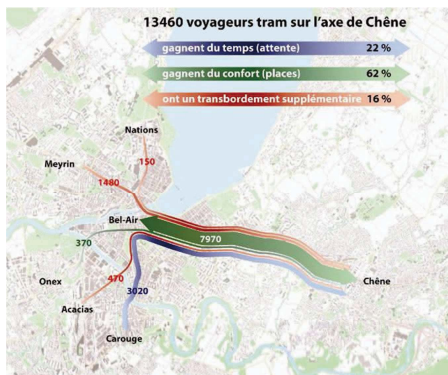 13460 voyageurs tram sur l'axe de Chêne
gagnent du temps (attente) 22 %
gagnent du confort (places) 62 %
ont un transbordement supplémentaire 16 %
Nations
150
Meyrin
1480
Bel-Air
7970
370
Onex
470
Chêne
3020
Acacias
Carouge